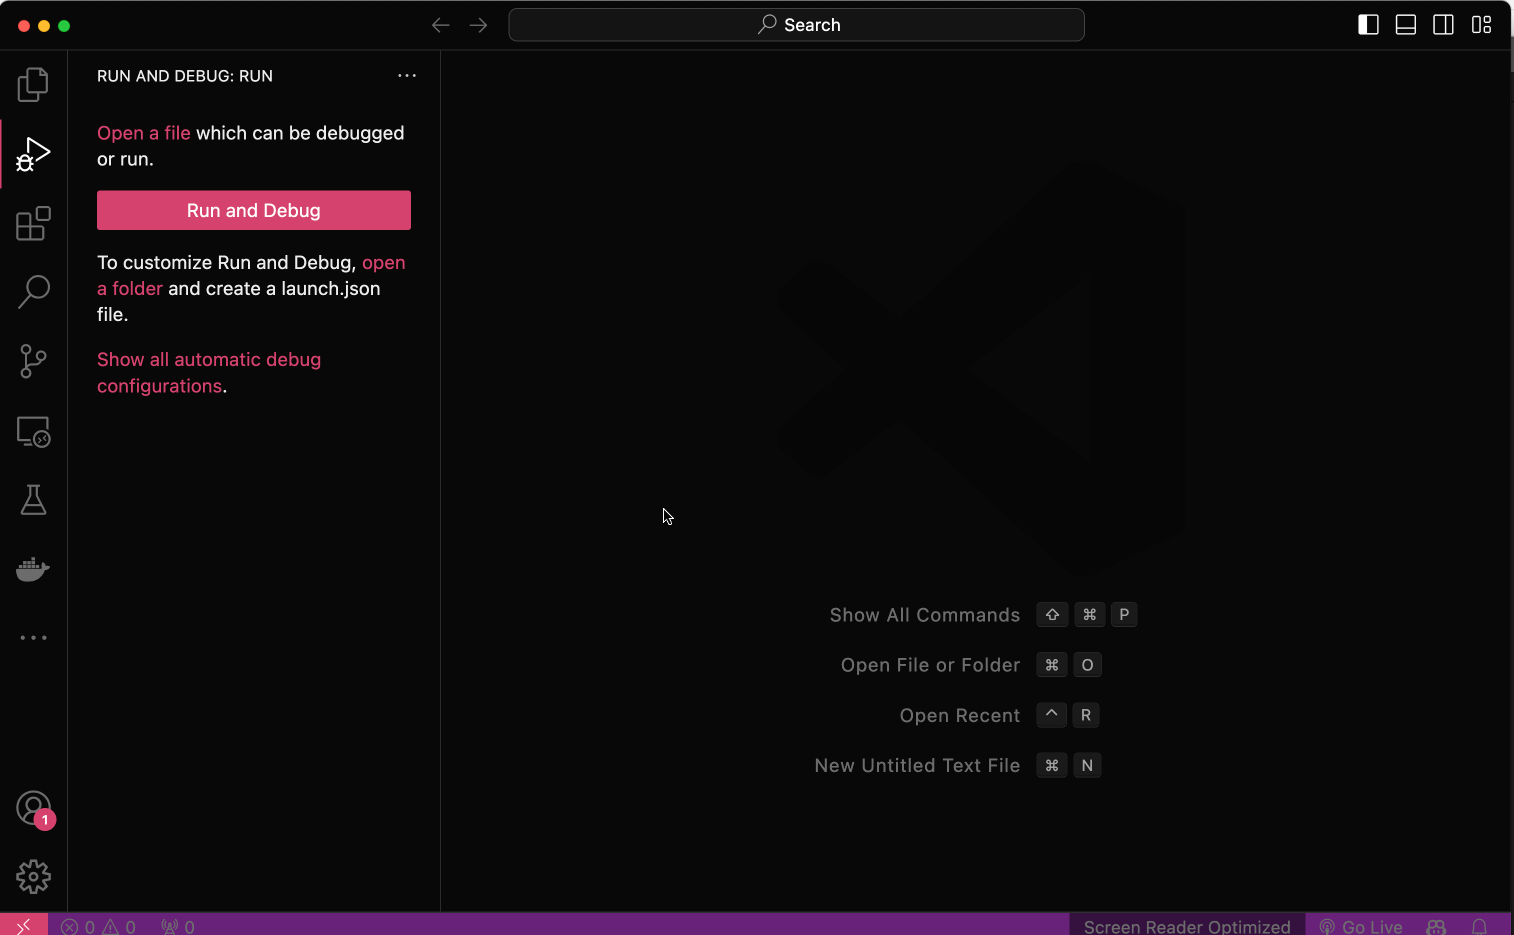 Search
RUN AND DEBUG: RUN
Open a file which can be debugged
or run.
Run and Debug
To customize Run and Debug, open
a folder and create a launch.json
file.
Show all automatic debug
configurations.
Show All Commands ⇧ ⌘ P
Open File or Folder ⌘ O
Open Recent ^ R
New Untitled Text File ⌘ N
1
0 0 0 Screen Reader Optimized Go Live